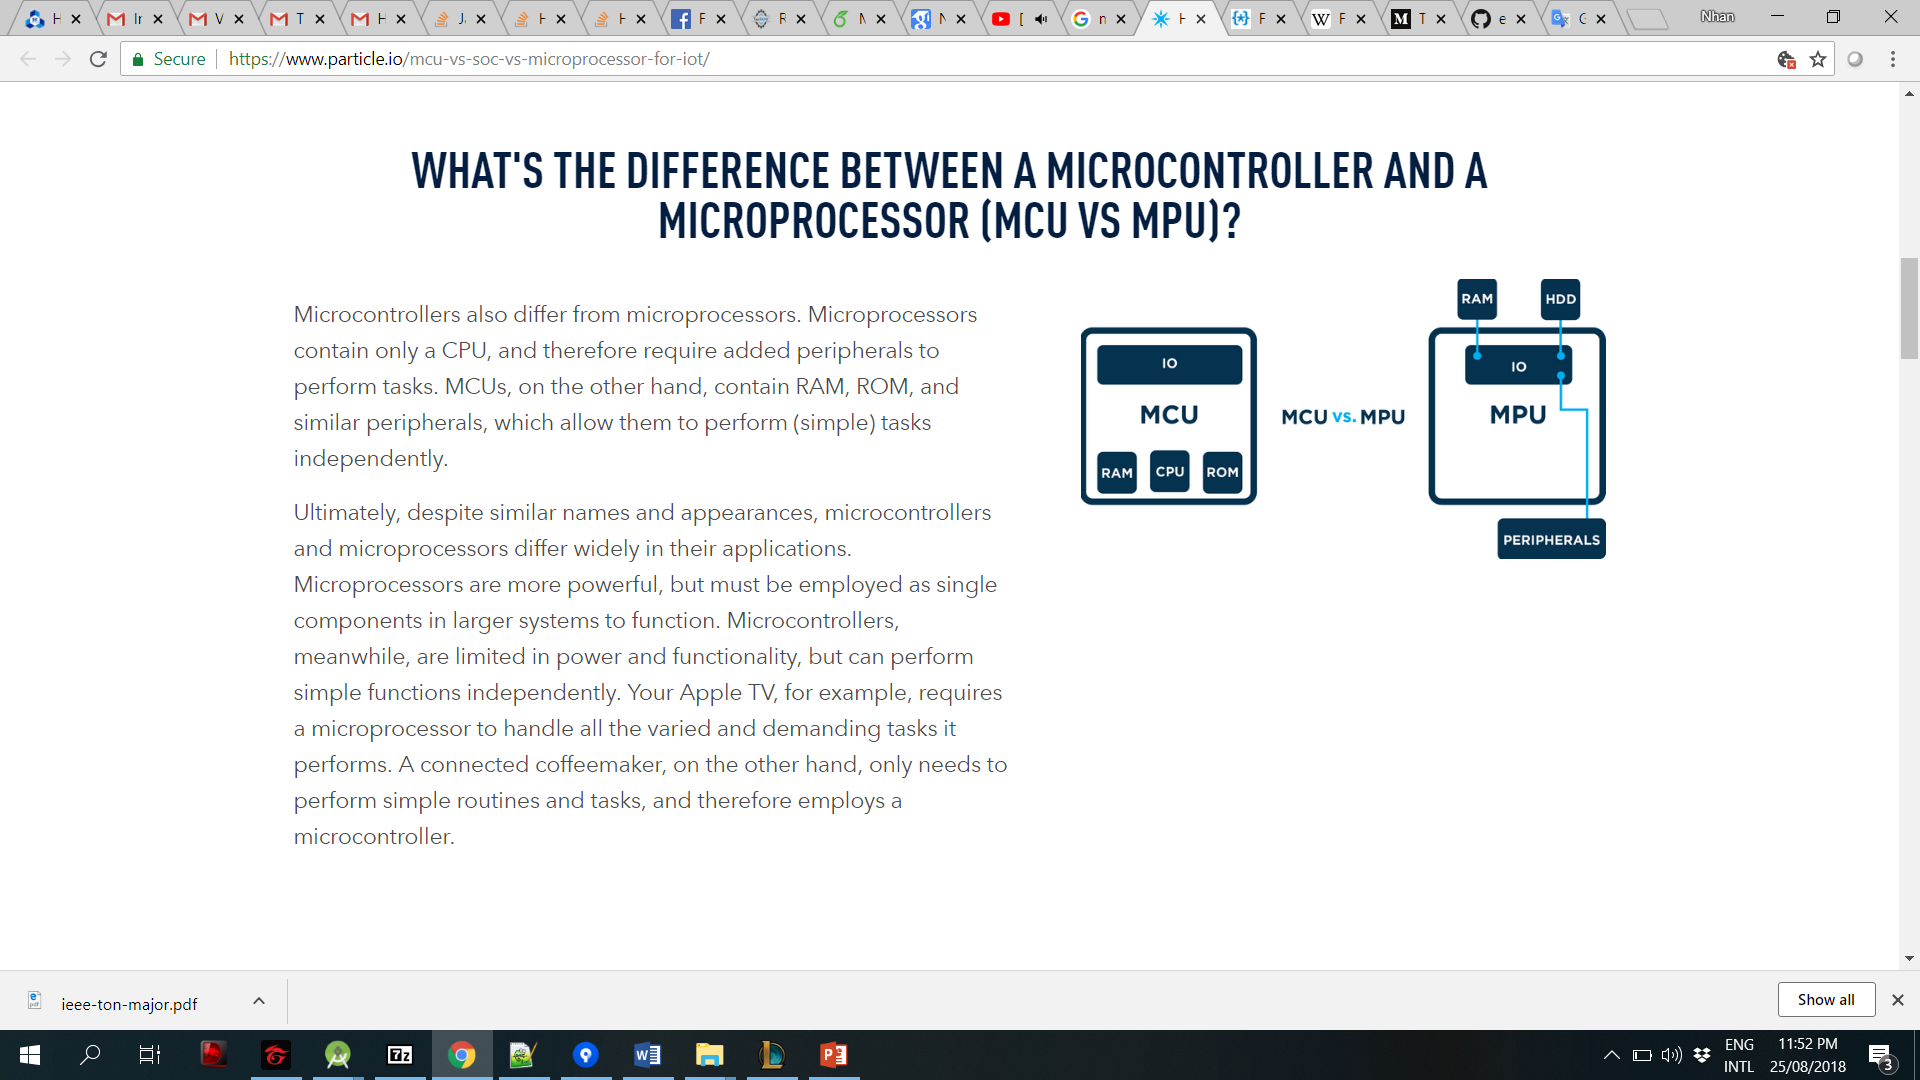 H
In
V
T
H
Ja
F
R
M
N
[
n
H
F
F
T
e
G
Nhan
Secure
https://www.particle.io/mcu-vs-soc-vs-microprocessor-for-iot/
WHAT'S THE DIFFERENCE BETWEEN A MICROCONTROLLER AND A
MICROPROCESSOR (MCU VS MPU)?
Microcontrollers also differ from microprocessors. Microprocessors
contain only a CPU, and therefore require added peripherals to
perform tasks. MCUs, on the other hand, contain RAM, ROM, and
similar peripherals, which allow them to perform (simple) tasks
independently.
Ultimately, despite similar names and appearances, microcontrollers
and microprocessors differ widely in their applications.
Microprocessors are more powerful, but must be employed as single
components in larger systems to function. Microcontrollers,
meanwhile, are limited in power and functionality, but can perform
simple functions independently. Your Apple TV, for example, requires
a microprocessor to handle all the varied and demanding tasks it
performs. A connected coffeemaker, on the other hand, only needs to
perform simple routines and tasks, and therefore employs a
microcontroller.
IO
MCU
RAM CPU ROM
MCU vs. MPU
RAM HDD
IO
MPU
PERIPHERALS
ieee-ton-major.pdf
Show all
ENG
INTL
11:52 PM
25/08/2018
3